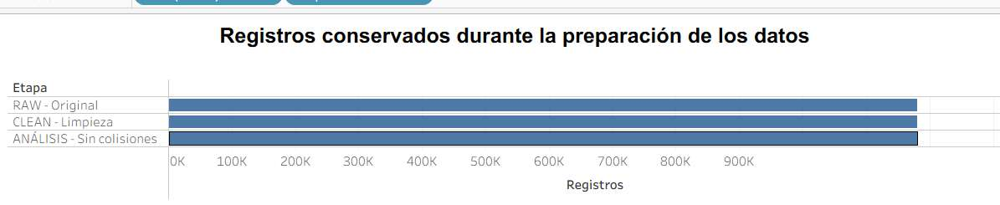 Registros conservados durante la preparación de los datos
Etapa
RAW - Original
CLEAN - Limpieza
ANÁLISIS - Sin colisiones
0K 100K 200K 300K 400K 500K 600K 700K 800K 900K
Registros